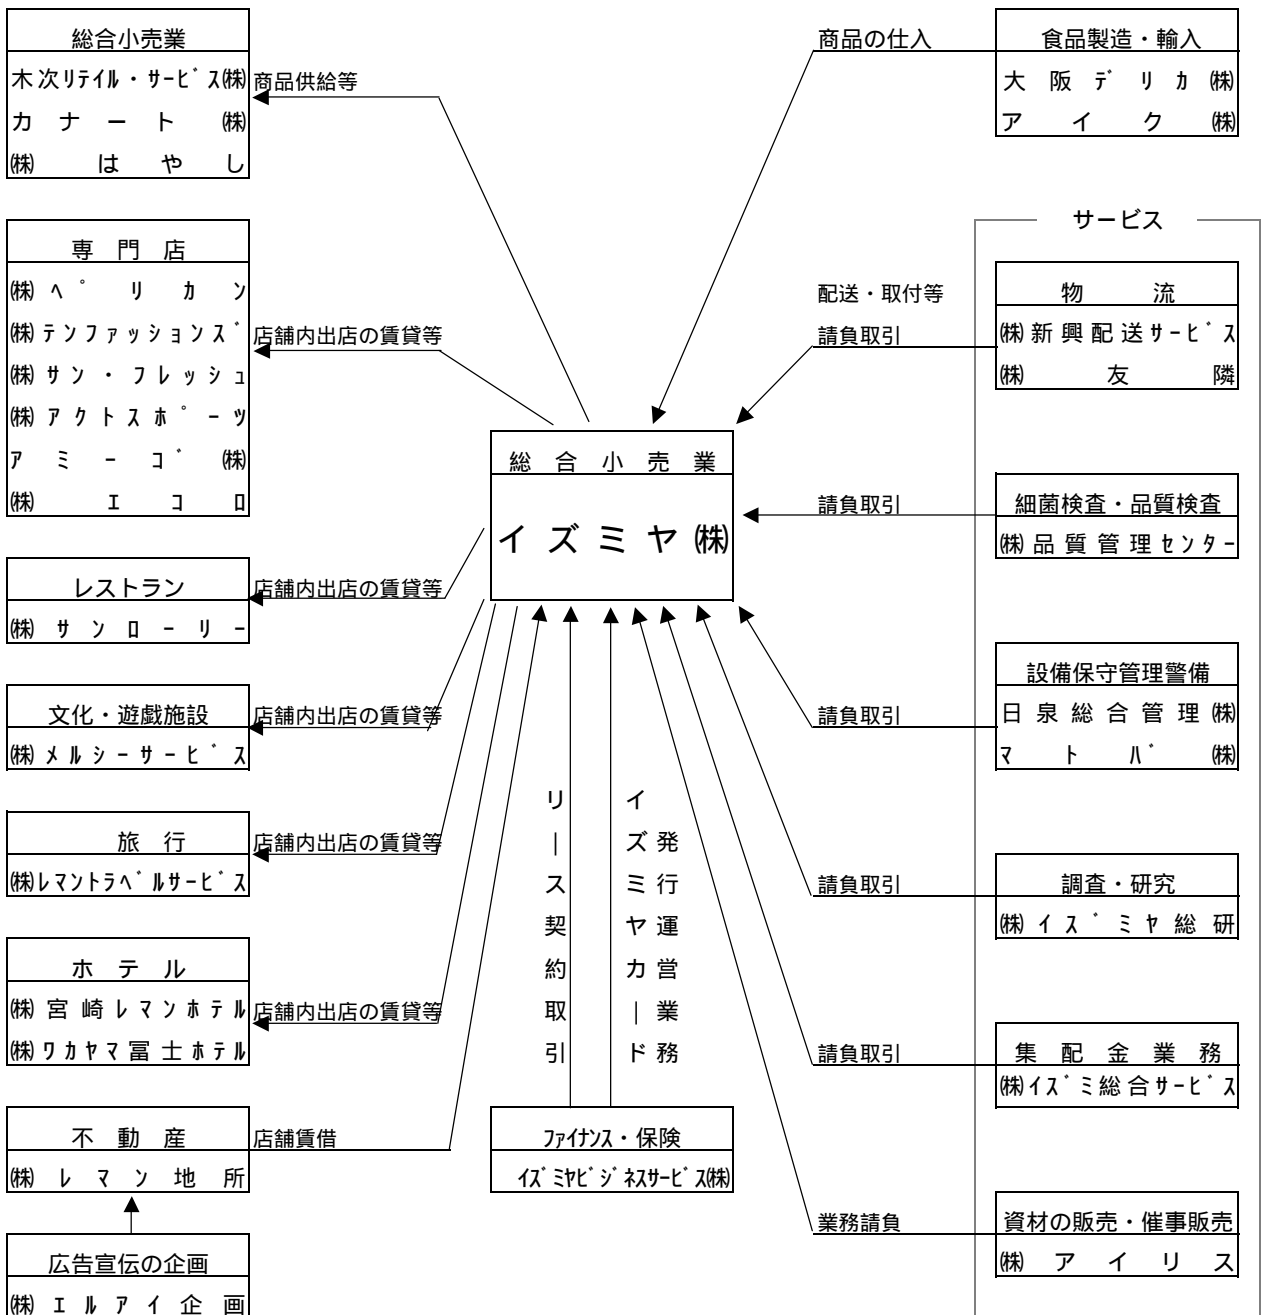 総合小売業
木次ﾘﾃｲﾙ・ｻｰﾋﾞｽ㈱
カナート㈱
㈱はやし
商品供給等
専門店
㈱ﾍﾟﾘｶﾝ
㈱ﾃﾝﾌｧｯｼｮﾝｽﾞ
㈱ｻﾝ・ﾌﾚｯｼｭ
㈱ｱｸﾄｽﾎﾟｰﾂ
ｱﾐｰｺﾞ㈱
㈱ｴｺﾛ
店舗内出店の賃貸等
レストラン
㈱ｻﾝﾛｰﾘｰ
店舗内出店の賃貸等
文化・遊戯施設
㈱ﾒﾙｼｰｻｰﾋﾞｽ
店舗内出店の賃貸等
旅行
㈱ﾚﾏﾝﾄﾗﾍﾞﾙｻｰﾋﾞｽ
店舗内出店の賃貸等
ホテル
㈱宮崎ﾚﾏﾝﾎﾃﾙ
㈱ﾜｶﾔﾏ冨士ﾎﾃﾙ
店舗内出店の賃貸等
不動産
㈱ﾚﾏﾝ地所
店舗賃借
広告宣伝の企画
㈱ｴﾙｱｲ企画
総合小売業
イズミヤ㈱
リース契約取引
イズミヤカード
発行運営業務
ﾌｧｲﾅﾝｽ・保険
ｲｽﾞﾐﾔﾋﾞｼﾞﾈｽｻｰﾋﾞｽ㈱
商品の仕入
食品製造・輸入
大阪ﾃﾞﾘｶ㈱
アイク㈱
サービス
配送・取付等
請負取引
物流
㈱新興配送ｻｰﾋﾞｽ
㈱友隣
請負取引
細菌検査・品質検査
㈱品質管理ｾﾝﾀｰ
請負取引
設備保守管理警備
日泉総合管理㈱
ﾏﾄﾊﾞ㈱
請負取引
調査・研究
㈱ｲｽﾞﾐﾔ総研
請負取引
集配金業務
㈱ｲｽﾞﾐ総合ｻｰﾋﾞｽ
業務請負
資材の販売・催事販売
㈱アイリス